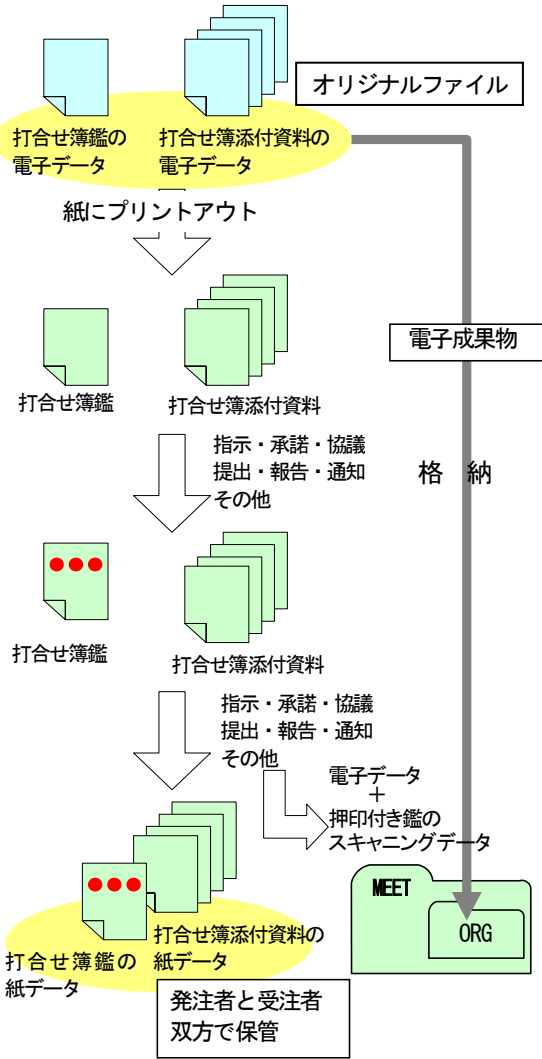 オリジナルファイル
打合せ簿鑑の
電子データ
打合せ簿添付資料の
電子データ
紙にプリントアウト
電子成果物
打合せ簿鑑
打合せ簿添付資料
指示・承諾・協議
提出・報告・通知
その他
格　納
打合せ簿鑑
打合せ簿添付資料
指示・承諾・協議
提出・報告・通知
その他
電子データ
＋
押印付き鑑の
スキャニングデータ
MEET
ORG
打合せ簿添付資料の
紙データ
打合せ簿鑑の
紙データ
発注者と受注者
双方で保管